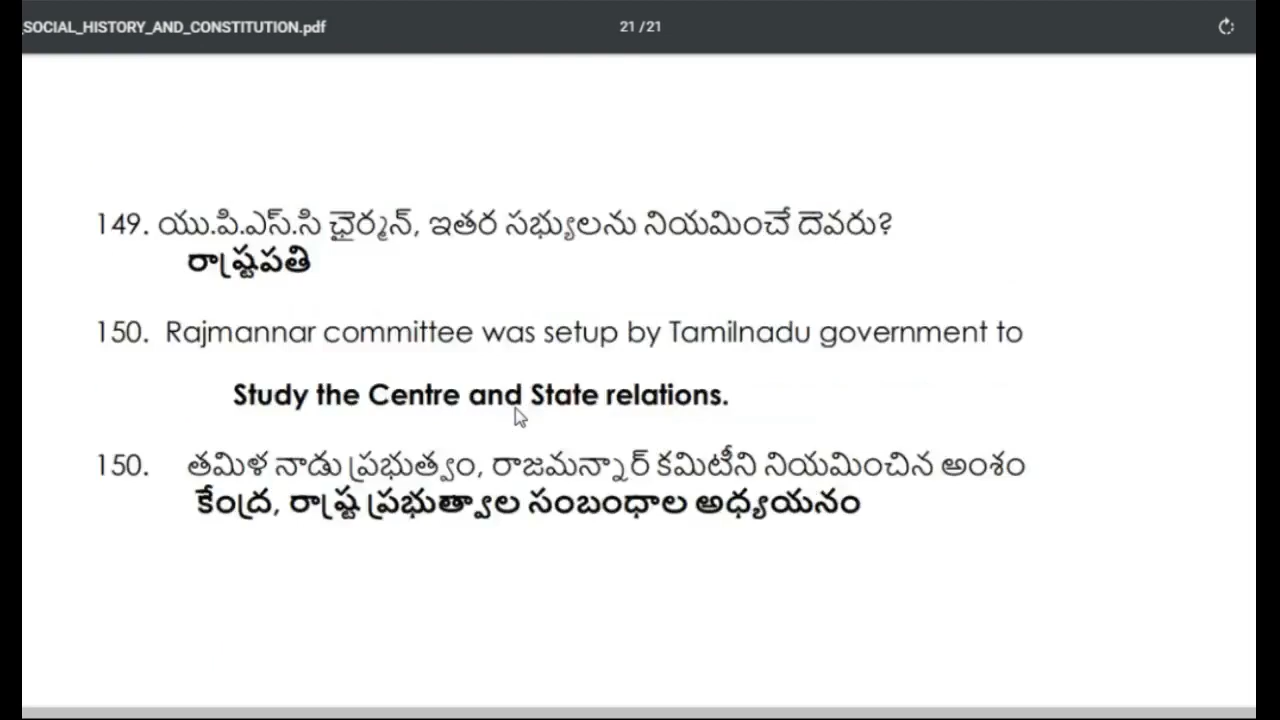 _SOCIAL_HISTORY_AND_CONSTITUTION.pdf 21 / 21
149. యు.పి.ఎస్.సి ఛైర్మన్, ఇతర సభ్యులను నియమించే దెవరు?
రాష్ట్రపతి
150. Rajmannar committee was setup by Tamilnadu government to
Study the Centre and State relations.
150. తమిళ నాడు ప్రభుత్వం, రాజమన్నార్ కమిటీని నియమించిన అంశం
కేంద్ర, రాష్ట్ర ప్రభుత్వాల సంబంధాల అధ్యయనం